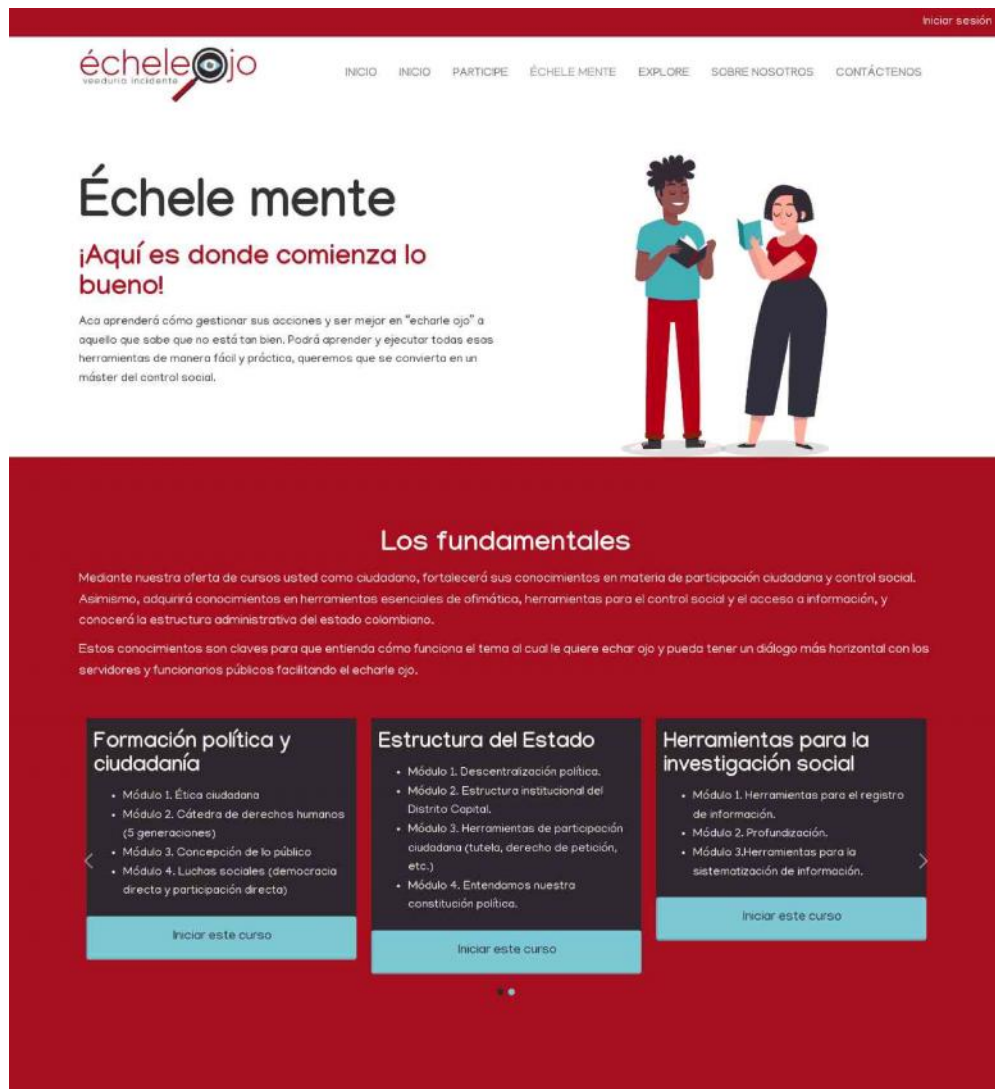 Iniciar sesión
écheleojo
veeduría incidente
INICIO INICIO PARTICIPE ÉCHELE MENTE EXPLORE SOBRE NOSOTROS CONTÁCTENOS
Échele mente
¡Aquí es donde comienza lo
bueno!
Aca aprenderá cómo gestionar sus acciones y ser mejor en "echarle ojo" a
aquello que sabe que no está tan bien. Podrá aprender y ejecutar todas esas
herramientas de manera fácil y práctica, queremos que se convierta en un
máster del control social.
Los fundamentales
Mediante nuestra oferta de cursos usted como ciudadano, fortalecerá sus conocimientos en materia de participación ciudadana y control social.
Asimismo, adquirirá conocimientos en herramientas esenciales de ofimática, herramientas para el control social y el acceso a información, y
conocerá la estructura administrativa del estado colombiano.
Estos conocimientos son claves para que entienda cómo funciona el tema al cual le quiere echar ojo y pueda tener un diálogo más horizontal con los
servidores y funcionarios públicos facilitando el echarle ojo.
Formación política y
ciudadanía
• Módulo 1. Ética ciudadana
• Módulo 2. Cátedra de derechos humanos
(5 generaciones)
• Módulo 3. Concepción de lo público
• Módulo 4. Luchas sociales (democracia
directa y participación directa)
Iniciar este curso
Estructura del Estado
• Módulo 1. Descentralización política.
• Módulo 2. Estructura institucional del
Distrito Capital.
• Módulo 3. Herramientas de participación
ciudadana (tutela, derecho de petición,
etc.)
• Módulo 4. Entendamos nuestra
constitución política.
Iniciar este curso
Herramientas para la
investigación social
• Módulo 1. Herramientas para el registro
de información.
• Módulo 2. Profundización.
• Módulo 3.Herramientas para la
sistematización de información.
Iniciar este curso